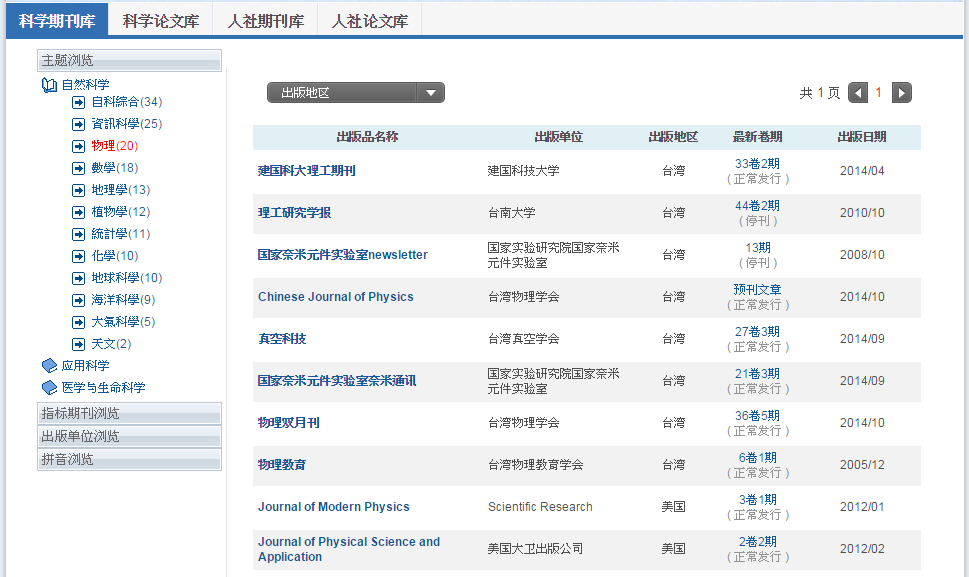 科学期刊库 科学论文库 人社期刊库 人社论文库
主题浏览
自然科学
自科綜合(34)
資訊科學(25)
物理(20)
數學(18)
地理學(13)
植物學(12)
統計學(11)
化學(10)
地球科學(10)
海洋科學(9)
大氣科學(5)
天文(2)
应用科学
医学与生命科学
指标期刊浏览
出版单位浏览
拼音浏览
出版地区 共 1 页 1
出版品名称 出版单位 出版地区 最新卷期 出版日期
建国科大理工期刊 建国科技大学 台湾 33卷2期 2014/04
( 正常发行 )
理工研究学报 台南大学 台湾 44卷2期 2010/10
( 停刊 )
国家奈米元件实验室newsletter 国家实验研究院国家奈米 台湾 13期 2008/10
元件实验室 ( 停刊 )
Chinese Journal of Physics 台湾物理学会 台湾 预刊文章 2014/10
( 正常发行 )
真空科技 台湾真空学会 台湾 27卷3期 2014/09
( 正常发行 )
国家奈米元件实验室奈米通讯 国家实验研究院国家奈米 台湾 21卷3期 2014/09
元件实验室 ( 正常发行 )
物理双月刊 台湾物理学会 台湾 36卷5期 2014/10
( 正常发行 )
物理教育 台湾物理教育学会 台湾 6卷1期 2005/12
( 正常发行 )
Journal of Modern Physics Scientific Research 美国 3卷1期 2012/01
( 正常发行 )
Journal of Physical Science and 美国大卫出版公司 美国 2卷2期 2012/02
Application ( 正常发行 )